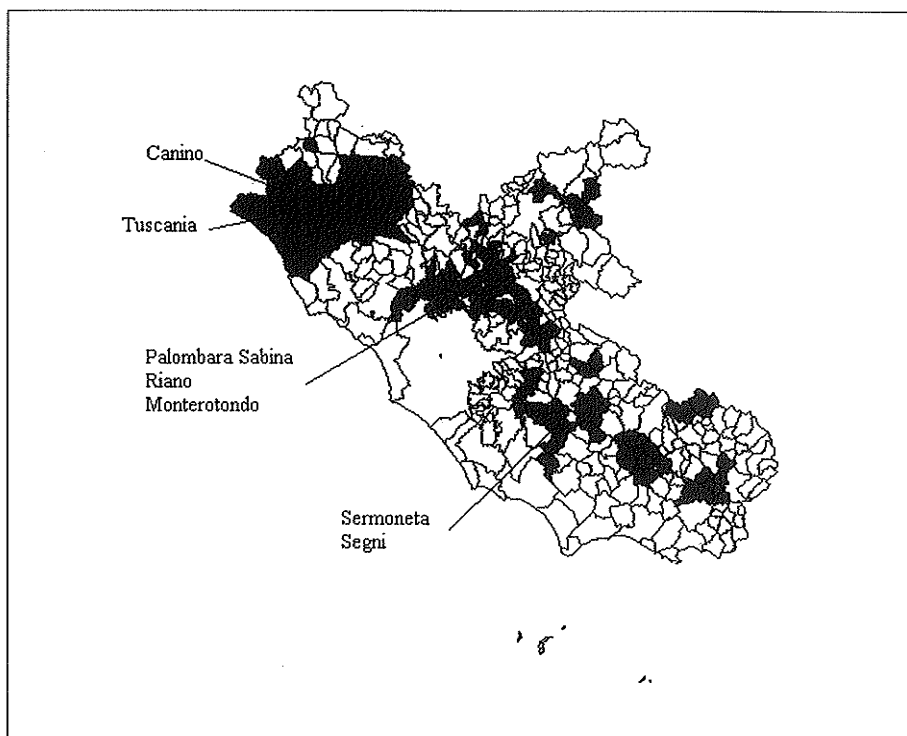 Canino
Tuscania
Palombara Sabina
Riano
Monterotondo
Sermoneta
Segni